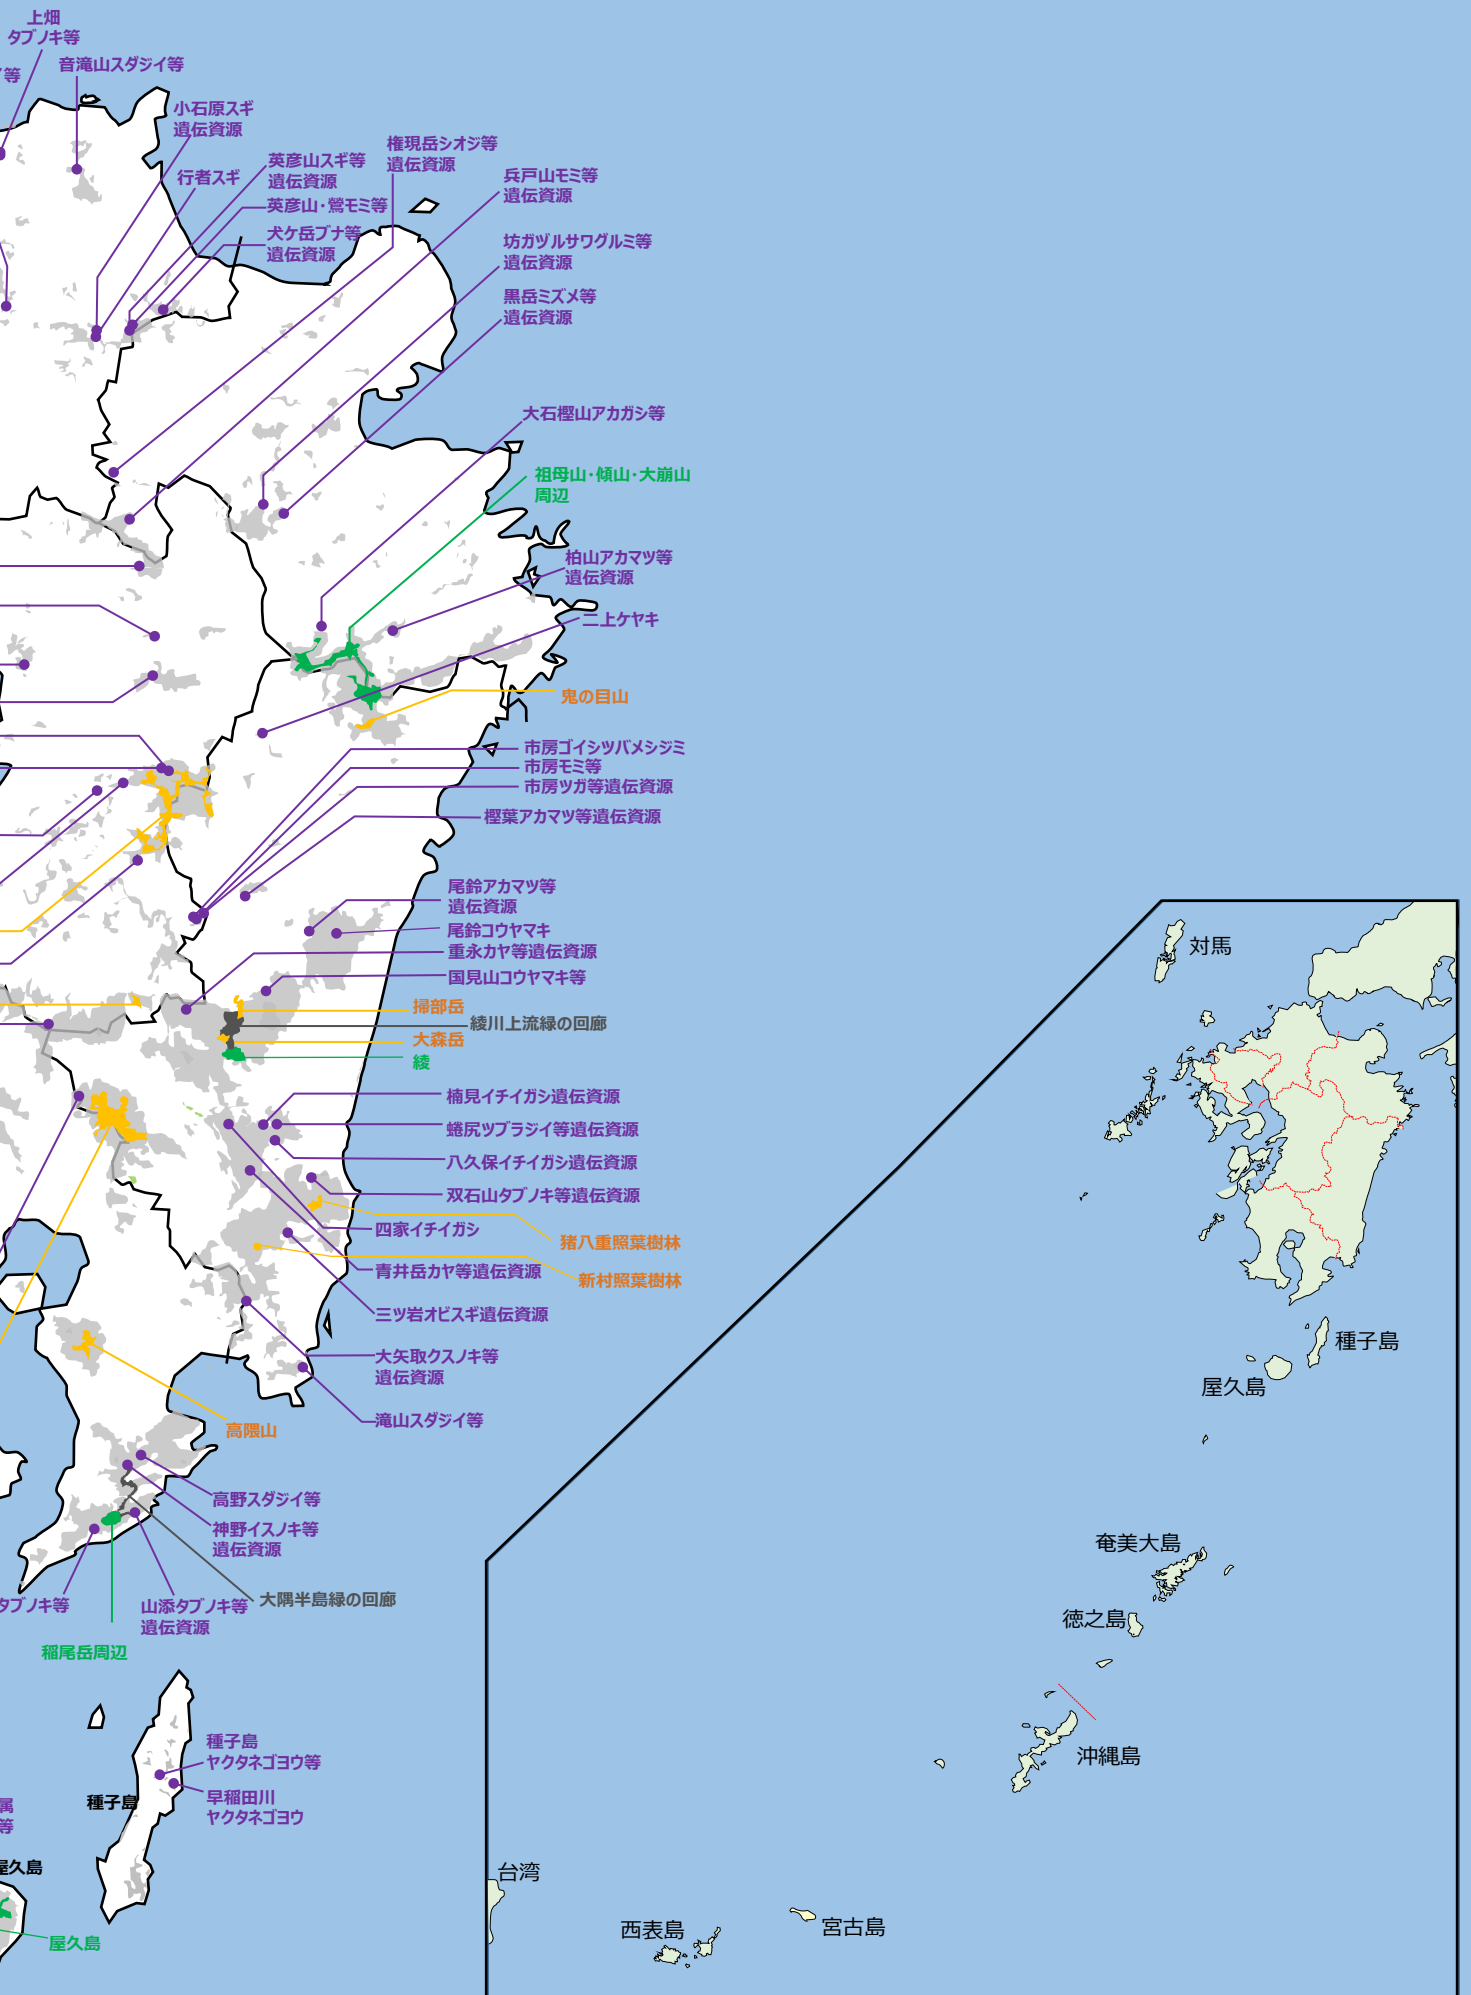 上畑
タブノキ等
等
音滝山スダジイ等
小石原スギ
遺伝資源
行者スギ
英彦山スギ等
遺伝資源
英彦山・鷲モミ等
犬ケ岳ブナ等
遺伝資源
権現岳シオジ等
遺伝資源
兵戸山モミ等
遺伝資源
坊ガヅルサワグルミ等
遺伝資源
黒岳ミズメ等
遺伝資源
大石樫山アカガシ等
祖母山・傾山・大崩山
周辺
柏山アカマツ等
遺伝資源
二上ケヤキ
鬼の目山
市房ゴイシツバメシジミ
市房モミ等
市房ツガ等遺伝資源
樫葉アカマツ等遺伝資源
尾鈴アカマツ等
遺伝資源
尾鈴コウヤマキ
重永カヤ等遺伝資源
国見山コウヤマキ等
掃部岳
綾川上流緑の回廊
大森岳
綾
楠見イチイガシ遺伝資源
蜷尻ツブラジイ等遺伝資源
八久保イチイガシ遺伝資源
双石山タブノキ等遺伝資源
四家イチイガシ
猪八重照葉樹林
青井岳カヤ等遺伝資源
新村照葉樹林
三ツ岩オビスギ遺伝資源
大矢取クスノキ等
遺伝資源
滝山スダジイ等
高隈山
高野スダジイ等
神野イスノキ等
遺伝資源
大隅半島緑の回廊
タブノキ等
山添タブノキ等
遺伝資源
稲尾岳周辺
種子島
ヤクタネゴヨウ等
早稲田川
ヤクタネゴヨウ
種子島
属
等
屋久島
屋久島
対馬
種子島
屋久島
奄美大島
徳之島
沖縄島
台湾
西表島
宮古島